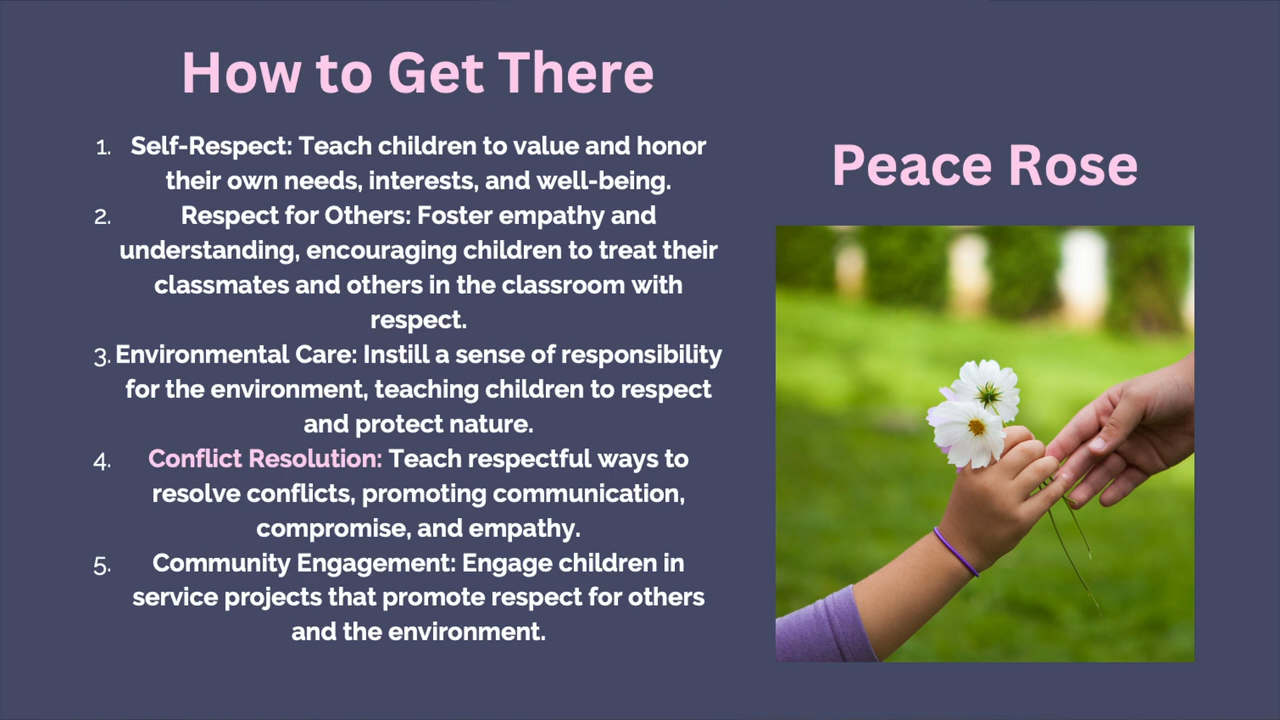 How to Get There
1. Self-Respect: Teach children to value and honor
their own needs, interests, and well-being.
2. Respect for Others: Foster empathy and
understanding, encouraging children to treat their
classmates and others in the classroom with
respect.
3. Environmental Care: Instill a sense of responsibility
for the environment, teaching children to respect
and protect nature.
4. Conflict Resolution: Teach respectful ways to
resolve conflicts, promoting communication,
compromise, and empathy.
5. Community Engagement: Engage children in
service projects that promote respect for others
and the environment.
Peace Rose